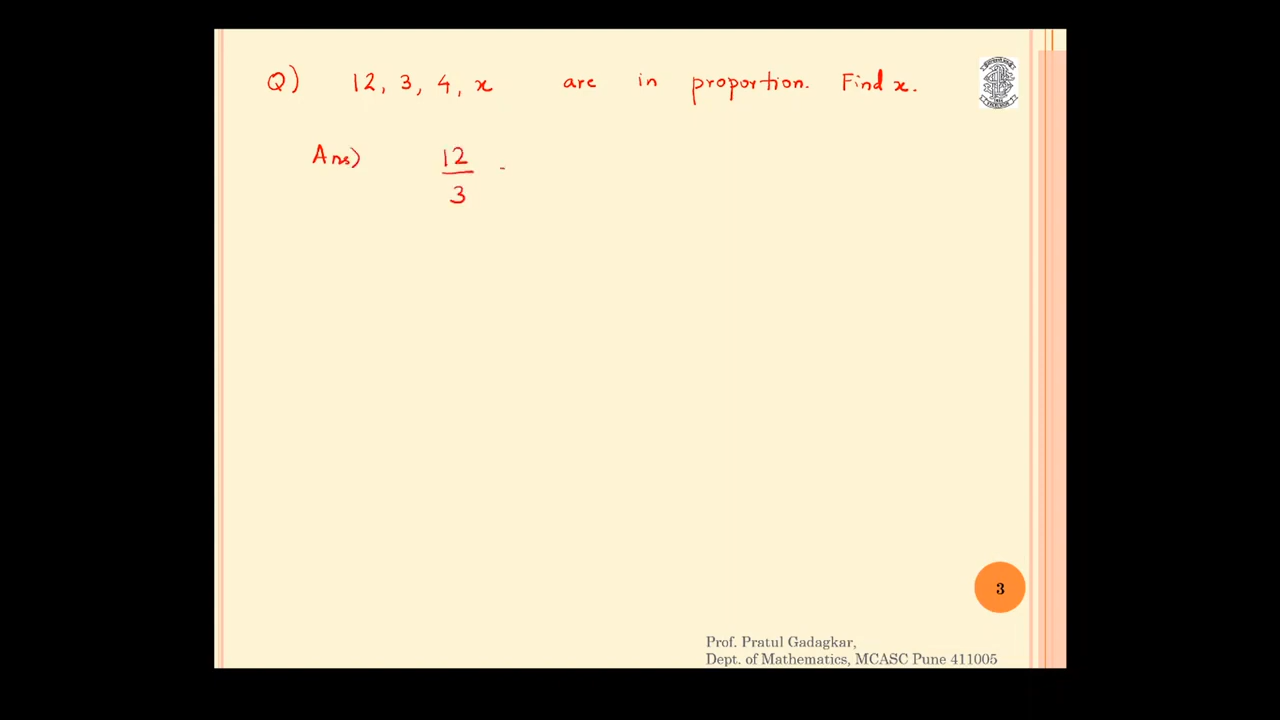 Q) 12, 3, 4, x are in proportion. Find x.
Ans) 12
3
3
Prof. Pratul Gadagkar,
Dept. of Mathematics, MCASC Pune 411005